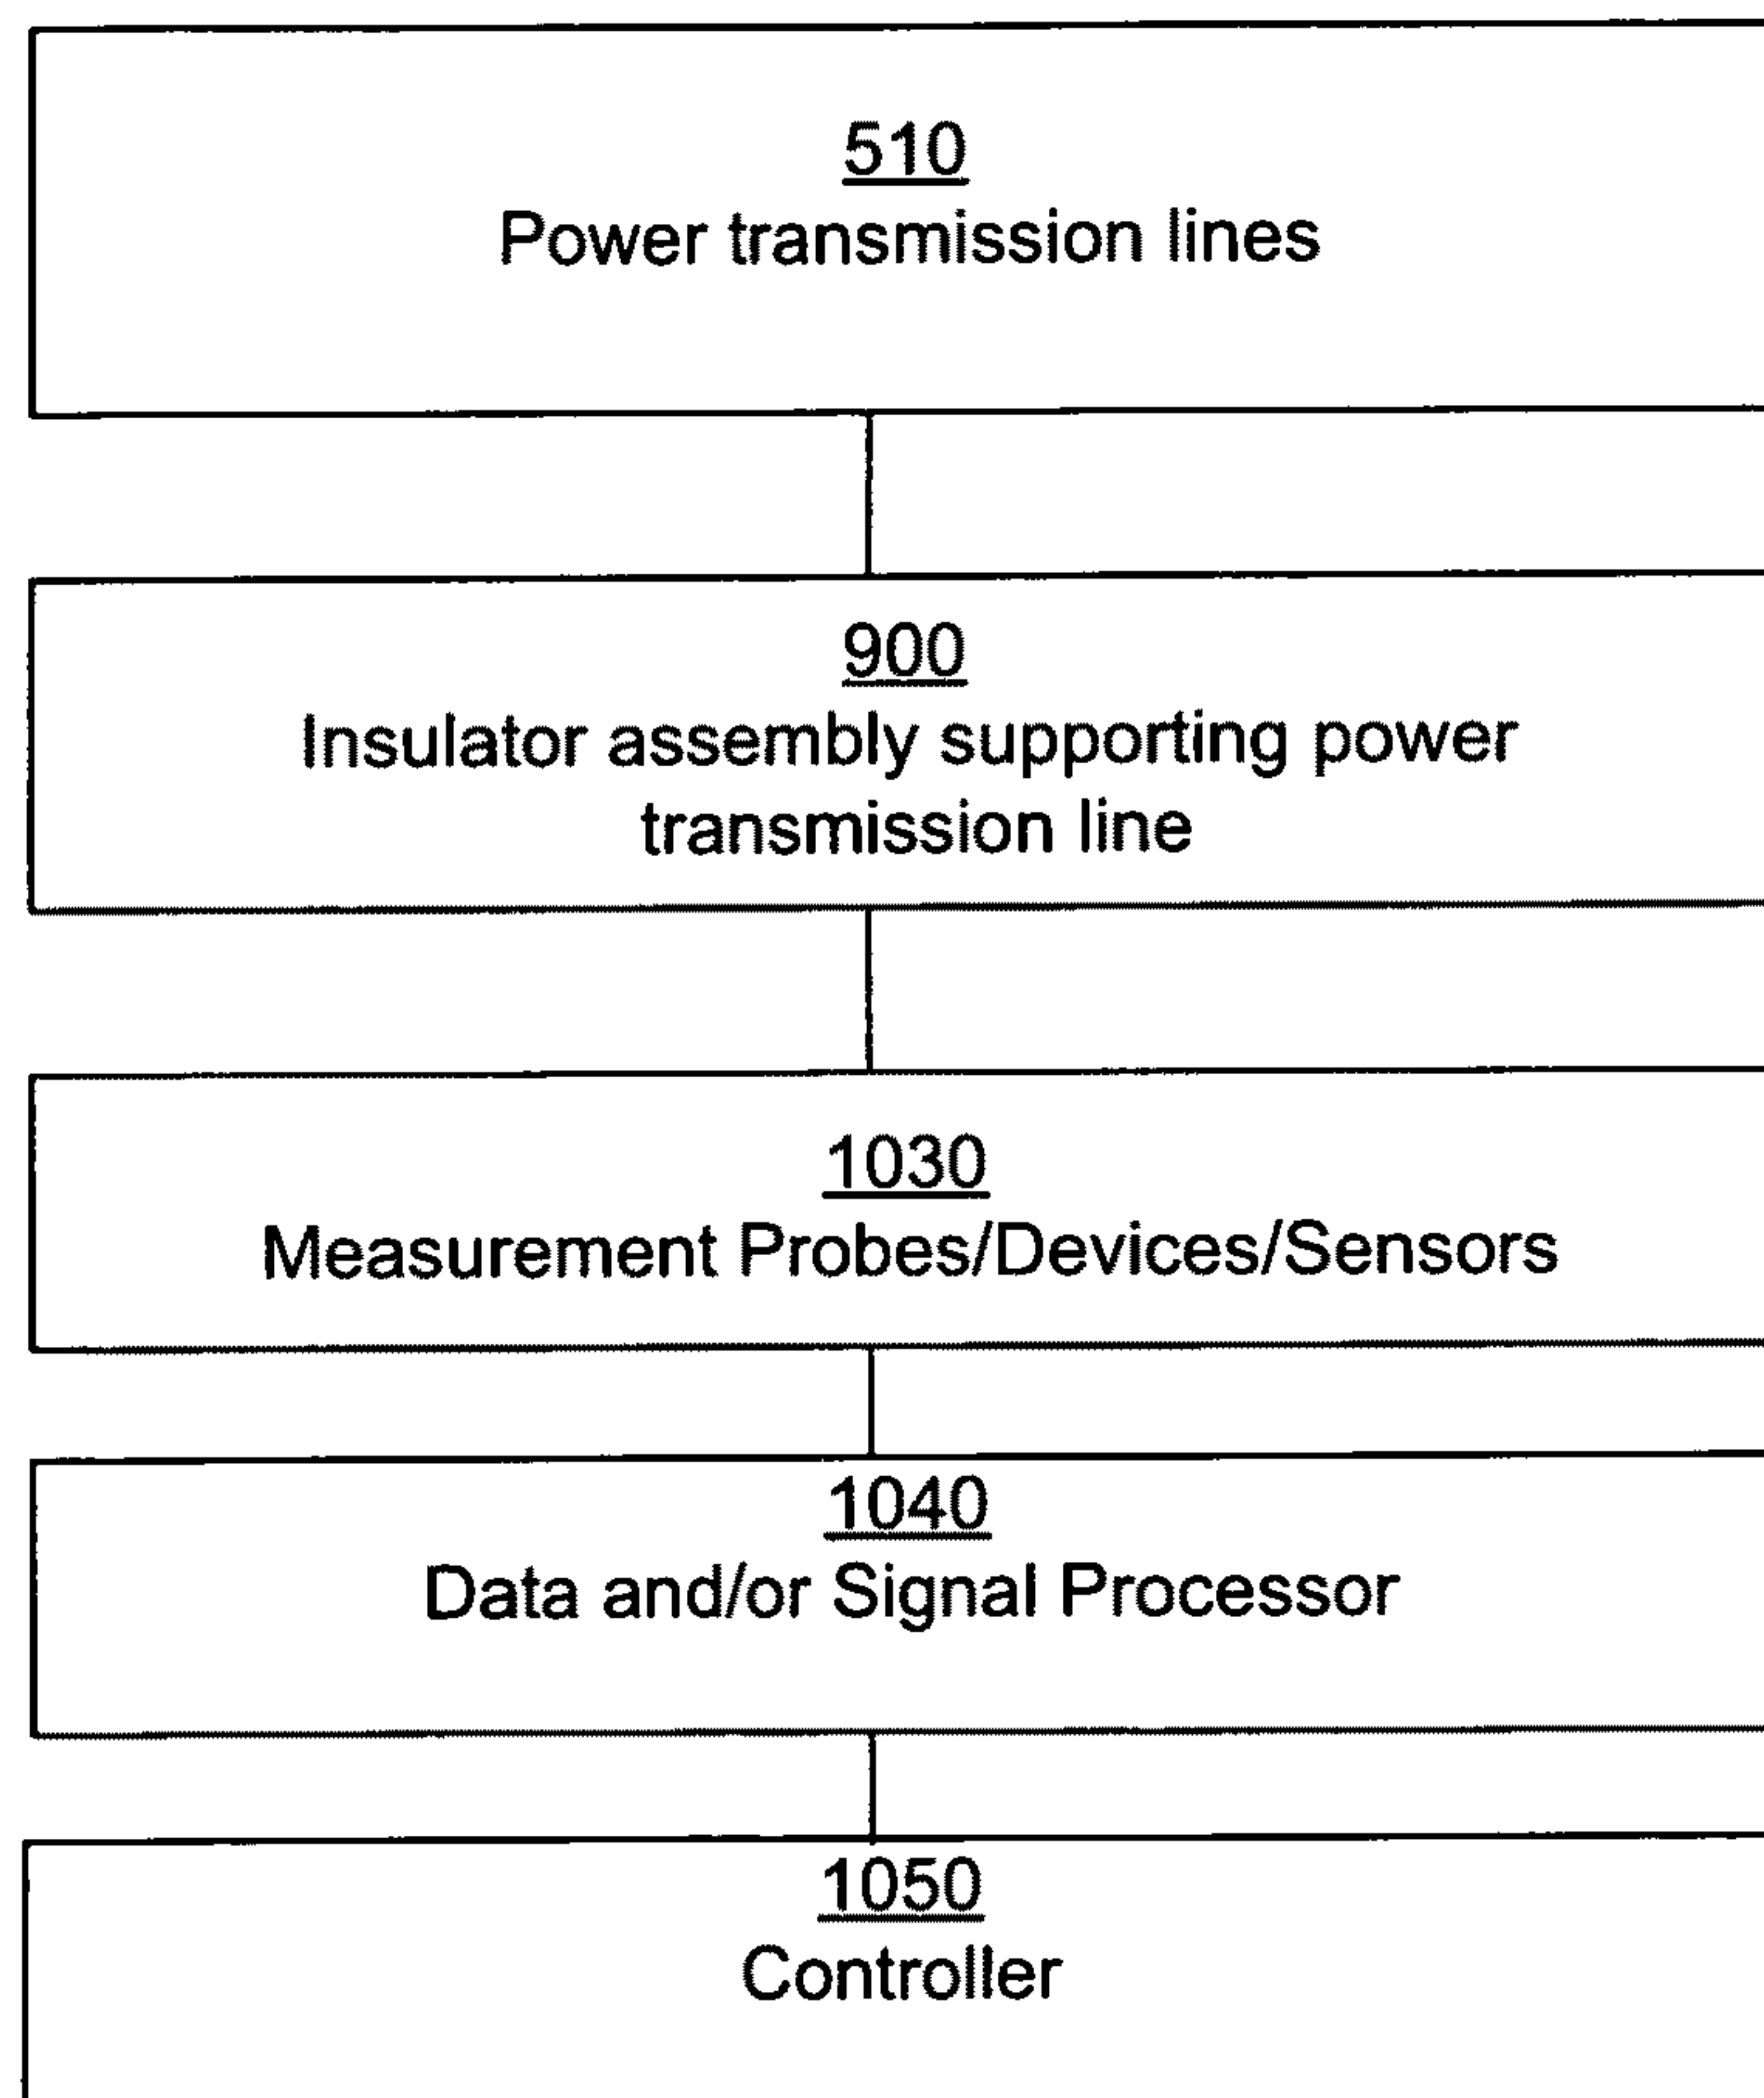 510
Power transmission lines
900
Insulator assembly supporting power
transmission line
1030
Measurement Probes/Devices/Sensors
1040
Data and/or Signal Processor
1050
Controller